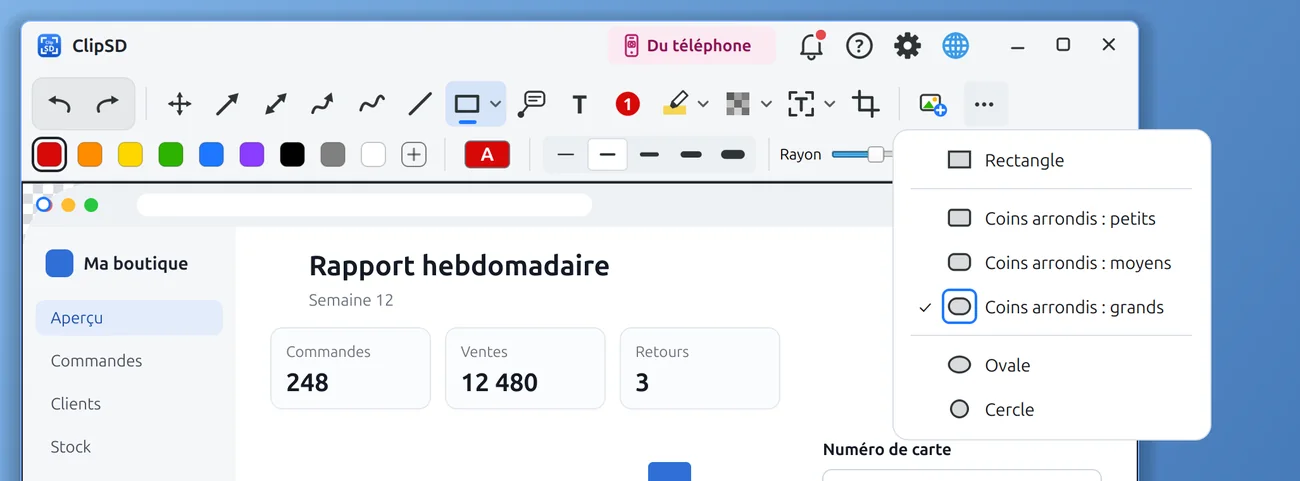 ClipSD
Du téléphone
T
1
A
Rayon
Rectangle
Coins arrondis : petits
Coins arrondis : moyens
Coins arrondis : grands
Ovale
Cercle
Ma boutique
Aperçu
Commandes
Clients
Stock
Rapport hebdomadaire
Semaine 12
Commandes
248
Ventes
12 480
Retours
3
Numéro de carte